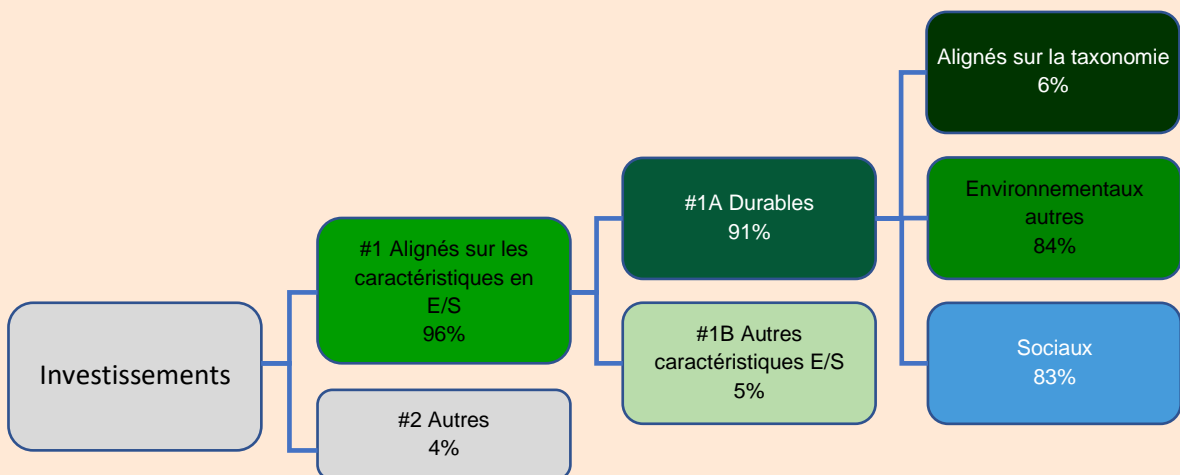 Investissements
#1 Alignés sur les
caractéristiques en
E/S
96%
#2 Autres
4%
#1A Durables
91%
#1B Autres
caractéristiques E/S
5%
Alignés sur la taxonomie
6%
Environnementaux
autres
84%
Sociaux
83%